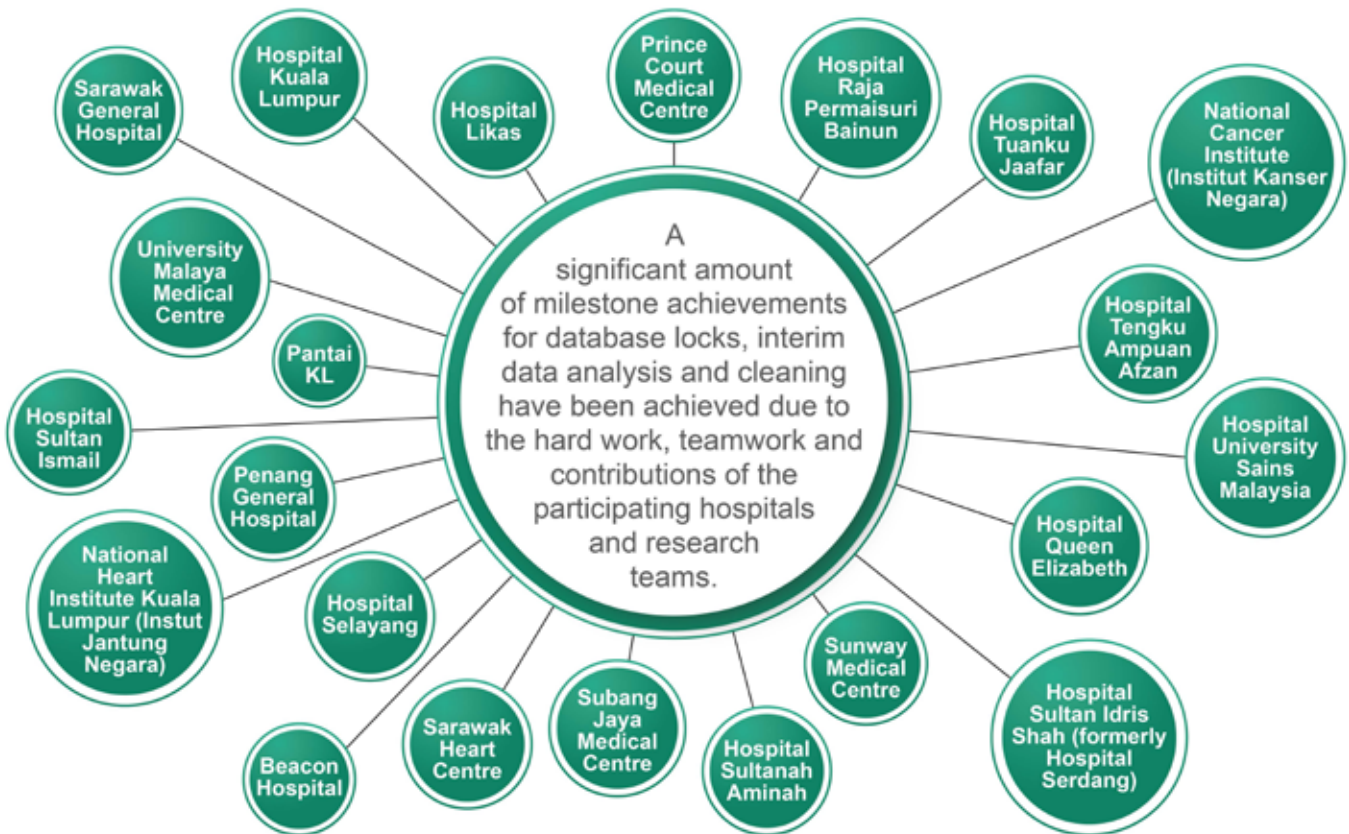 Sarawak
General
Hospital
Hospital
Kuala
Lumpur
Hospital
Likas
Prince
Court
Medical
Centre
Hospital
Raja
Permaisuri
Bainun
Hospital
Tuanku
Jaafar
National
Cancer
Institute
(Institut Kanser
Negara)
University
Malaya
Medical
Centre
Pantai
KL
Hospital
Sultan
Ismail
Penang
General
Hospital
National
Heart
Institute Kuala
Lumpur (Instut
Jantung
Negara)
Hospital
Selayang
Beacon
Hospital
Sarawak
Heart
Centre
Subang
Jaya
Medical
Centre
Hospital
Sultanah
Aminah
Sunway
Medical
Centre
Hospital
Sultan Idris
Shah (formerly
Hospital
Serdang)
Hospital
Queen
Elizabeth
Hospital
University
Sains
Malaysia
Hospital
Tengku
Ampuan
Afzan
A
significant amount
of milestone achievements
for database locks, interim
data analysis and cleaning
have been achieved due to
the hard work, teamwork and
contributions of the
participating hospitals
and research
teams.